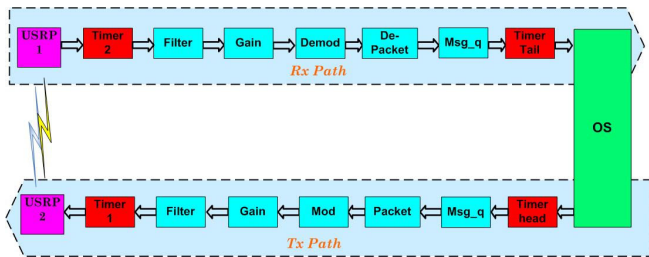 USRP
1
Timer
2
Filter
Gain
Demod
De-
Packet
Msg_q
Timer
Tail
Rx Path
OS
USRP
2
Timer
1
Filter
Gain
Mod
Packet
Msg_q
Timer
head
Tx Path